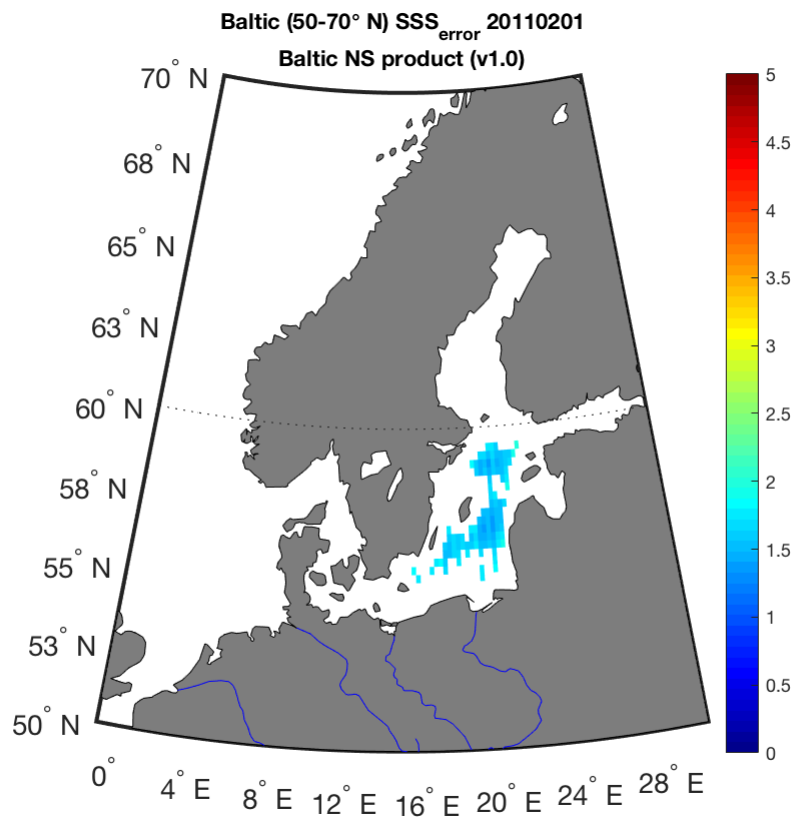 Baltic (50-70° N) SSS_error 20110201
Baltic NS product (v1.0)
70° N
68° N
65° N
63° N
60° N
58° N
55° N
53° N
50° N
0°
4° E
8° E
12° E
16° E
20° E
24° E
28° E
5
4.5
4
3.5
3
2.5
2
1.5
1
0.5
0